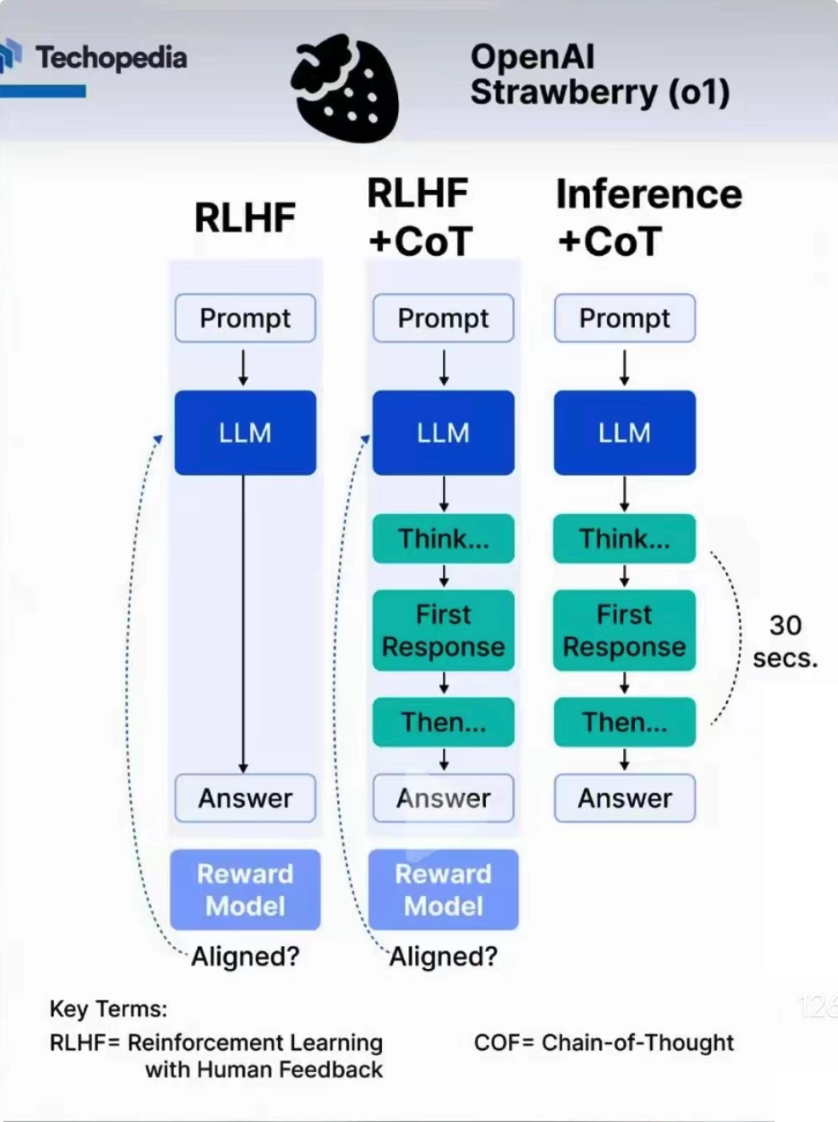 Techopedia
OpenAI
Strawberry (o1)
RLHF
Prompt
LLM
Answer
Reward
Model
Aligned?
RLHF
+CoT
Prompt
LLM
Think...
First
Response
Then...
Answer
Reward
Model
Aligned?
Inference
+CoT
Prompt
LLM
Think...
First
Response
Then...
Answer
30
secs.
Key Terms:
RLHF= Reinforcement Learning
with Human Feedback
COF= Chain-of-Thought